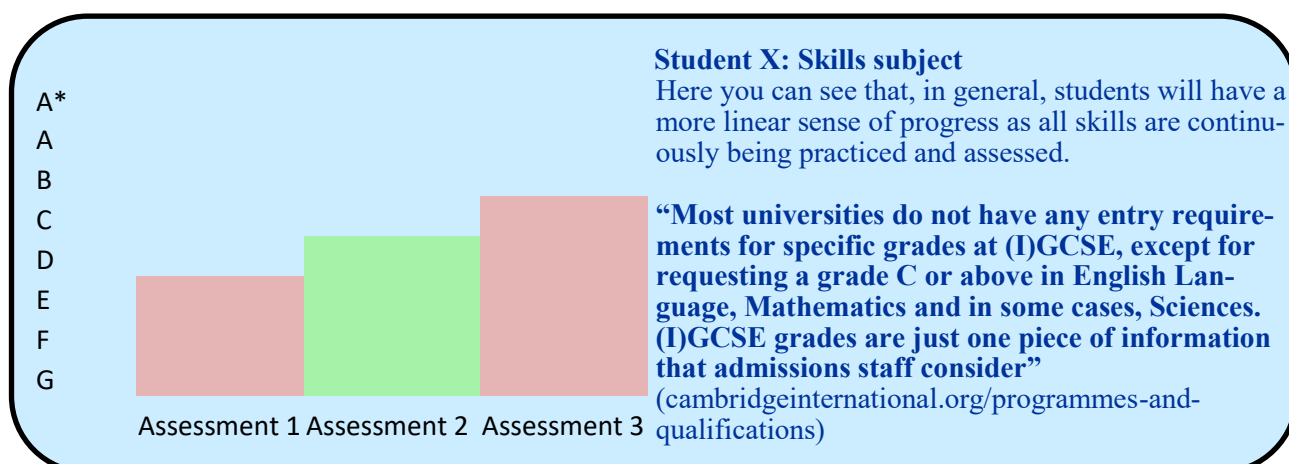 A*
A
B
C
D
E
F
G
Assessment 1 Assessment 2 Assessment 3
Student X: Skills subject
Here you can see that, in general, students will have a
more linear sense of progress as all skills are continu-
ously being practiced and assessed.
“Most universities do not have any entry require-
ments for specific grades at (I)GCSE, except for
requesting a grade C or above in English Lan-
guage, Mathematics and in some cases, Sciences.
(I)GCSE grades are just one piece of information
that admissions staff consider”
(cambridgeinternational.org/programmes-and-
qualifications)